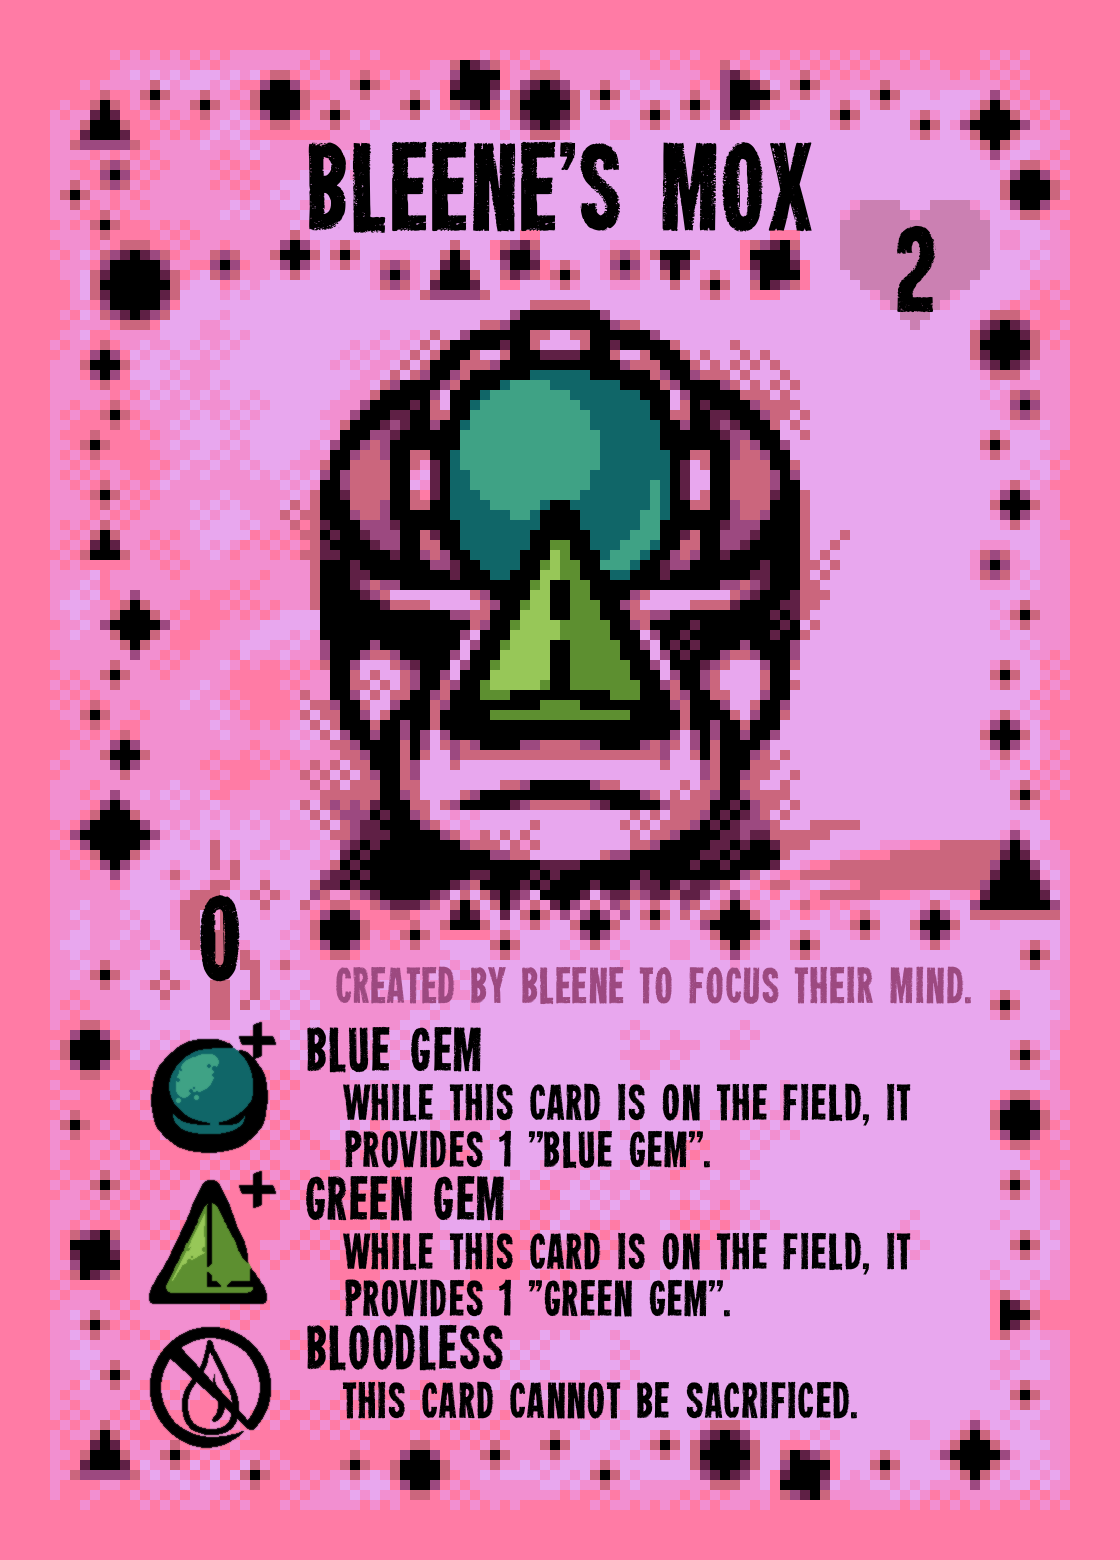 BLEENE'S MOX
2
0
CREATED BY BLEENE TO FOCUS THEIR MIND.
BLUE GEM
WHILE THIS CARD IS ON THE FIELD, IT
PROVIDES 1 "BLUE GEM".
GREEN GEM
WHILE THIS CARD IS ON THE FIELD, IT
PROVIDES 1 "GREEN GEM".
BLOODLESS
THIS CARD CANNOT BE SACRIFICED.